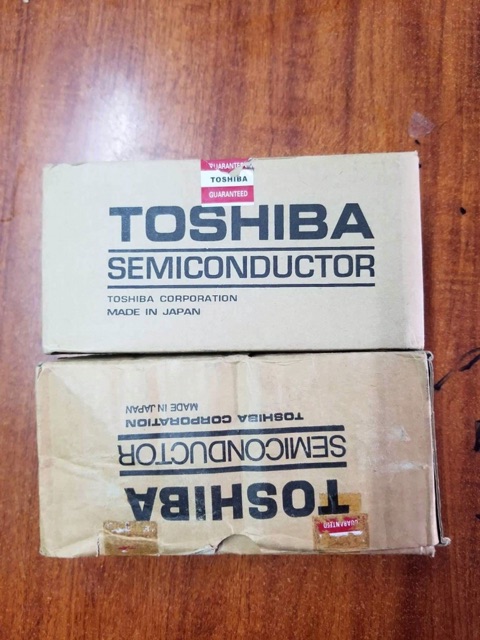 GUARANTEED
TOSHIBA
GUARANTEED
TOSHIBA
SEMICONDUCTOR
TOSHIBA CORPORATION
MADE IN JAPAN
TOSHIBA
SEMICONDUCTOR
TOSHIBA CORPORATION
MADE IN JAPAN
GUARANTEED